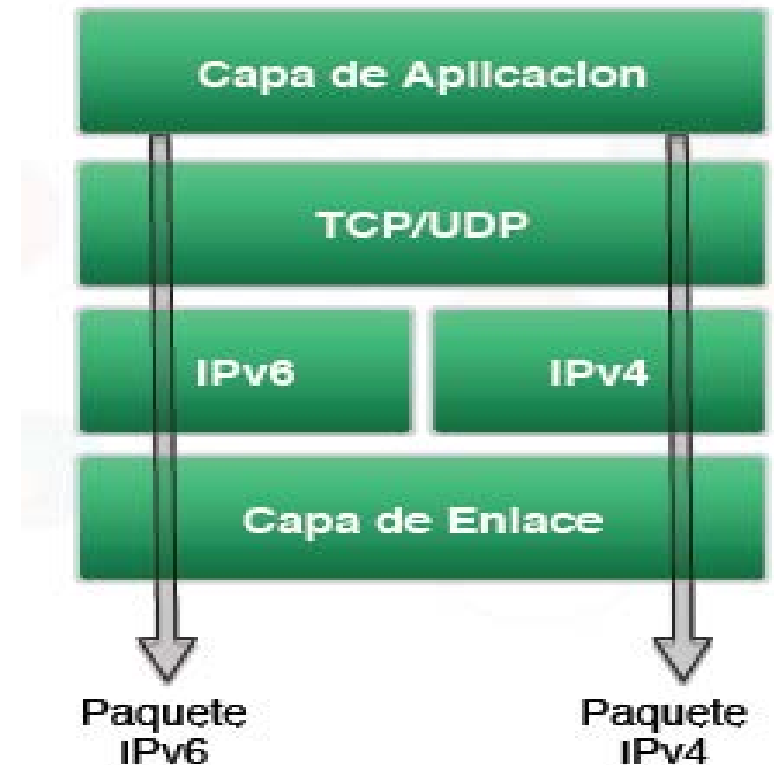 Capa de Aplicacion
TCP/UDP
IPv6
IPv4
Capa de Enlace
Paquete
IPv6
Paquete
IPv4